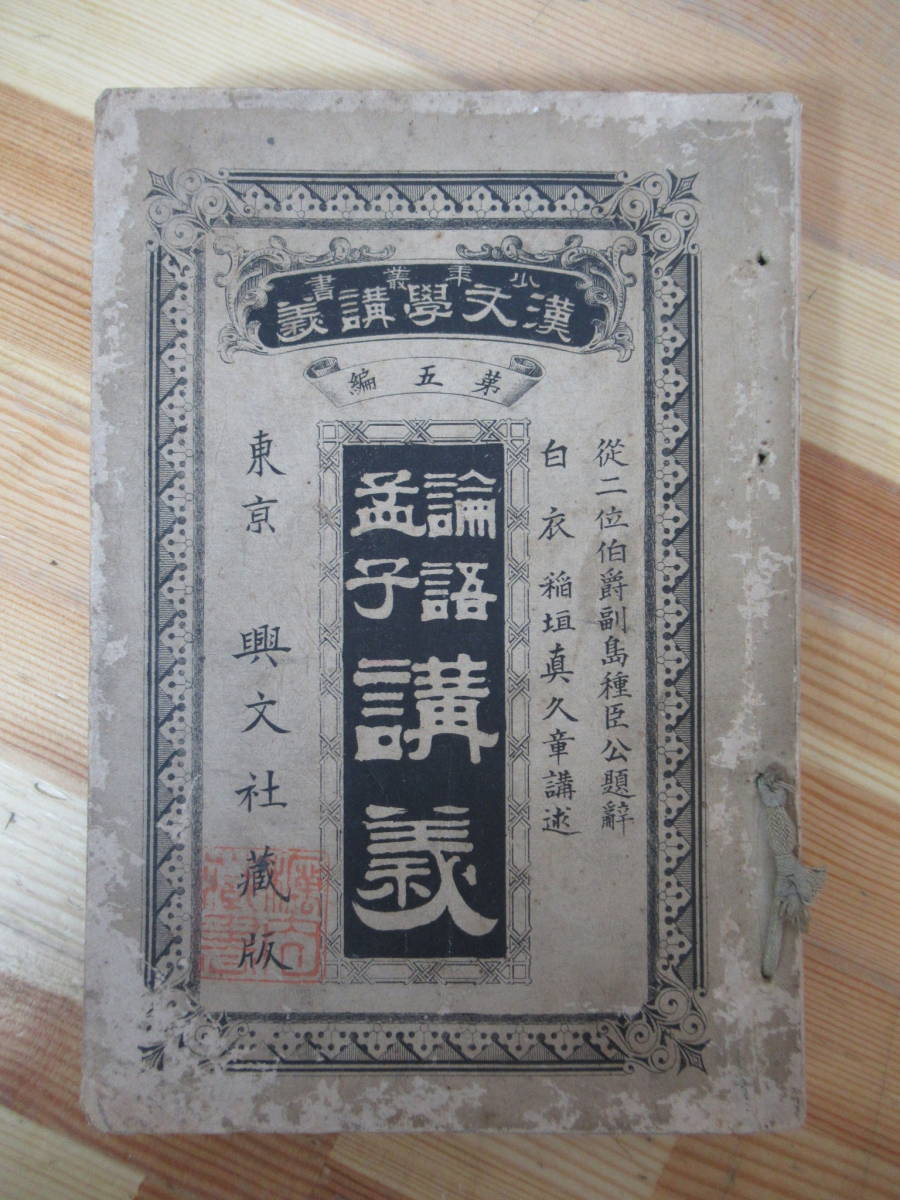 少年叢書
漢文學講義
第五編
從二位伯爵副島種臣公題辭
白衣 稲垣真久章講述
論語
孟子
講義
東京 興文社 藏版